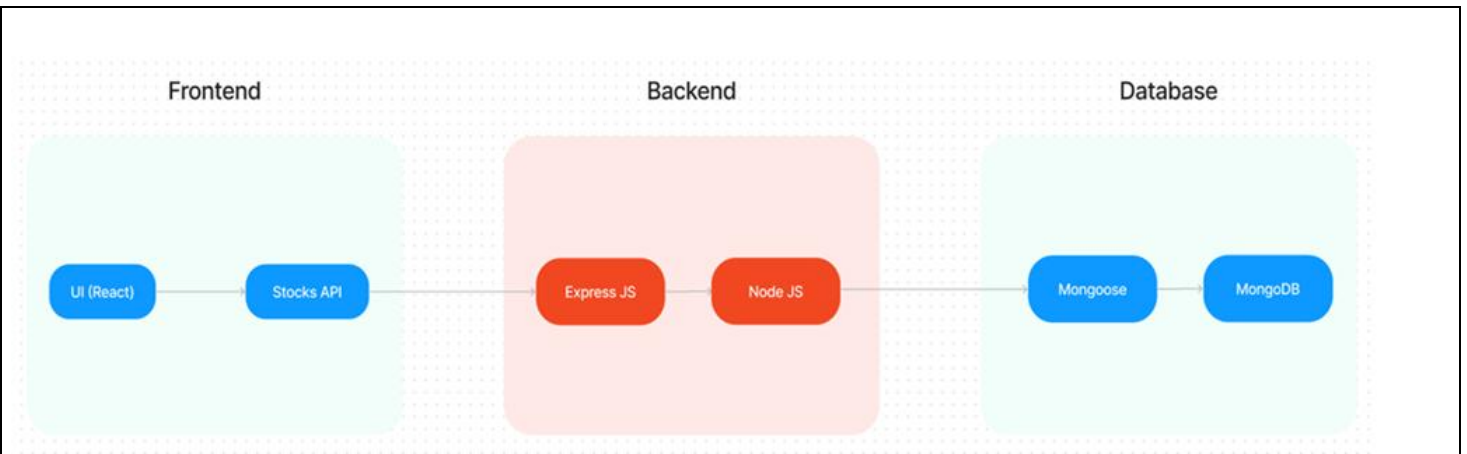 Frontend
Backend
Database
UI (React)
Stocks API
Express JS
Node JS
Mongoose
MongoDB